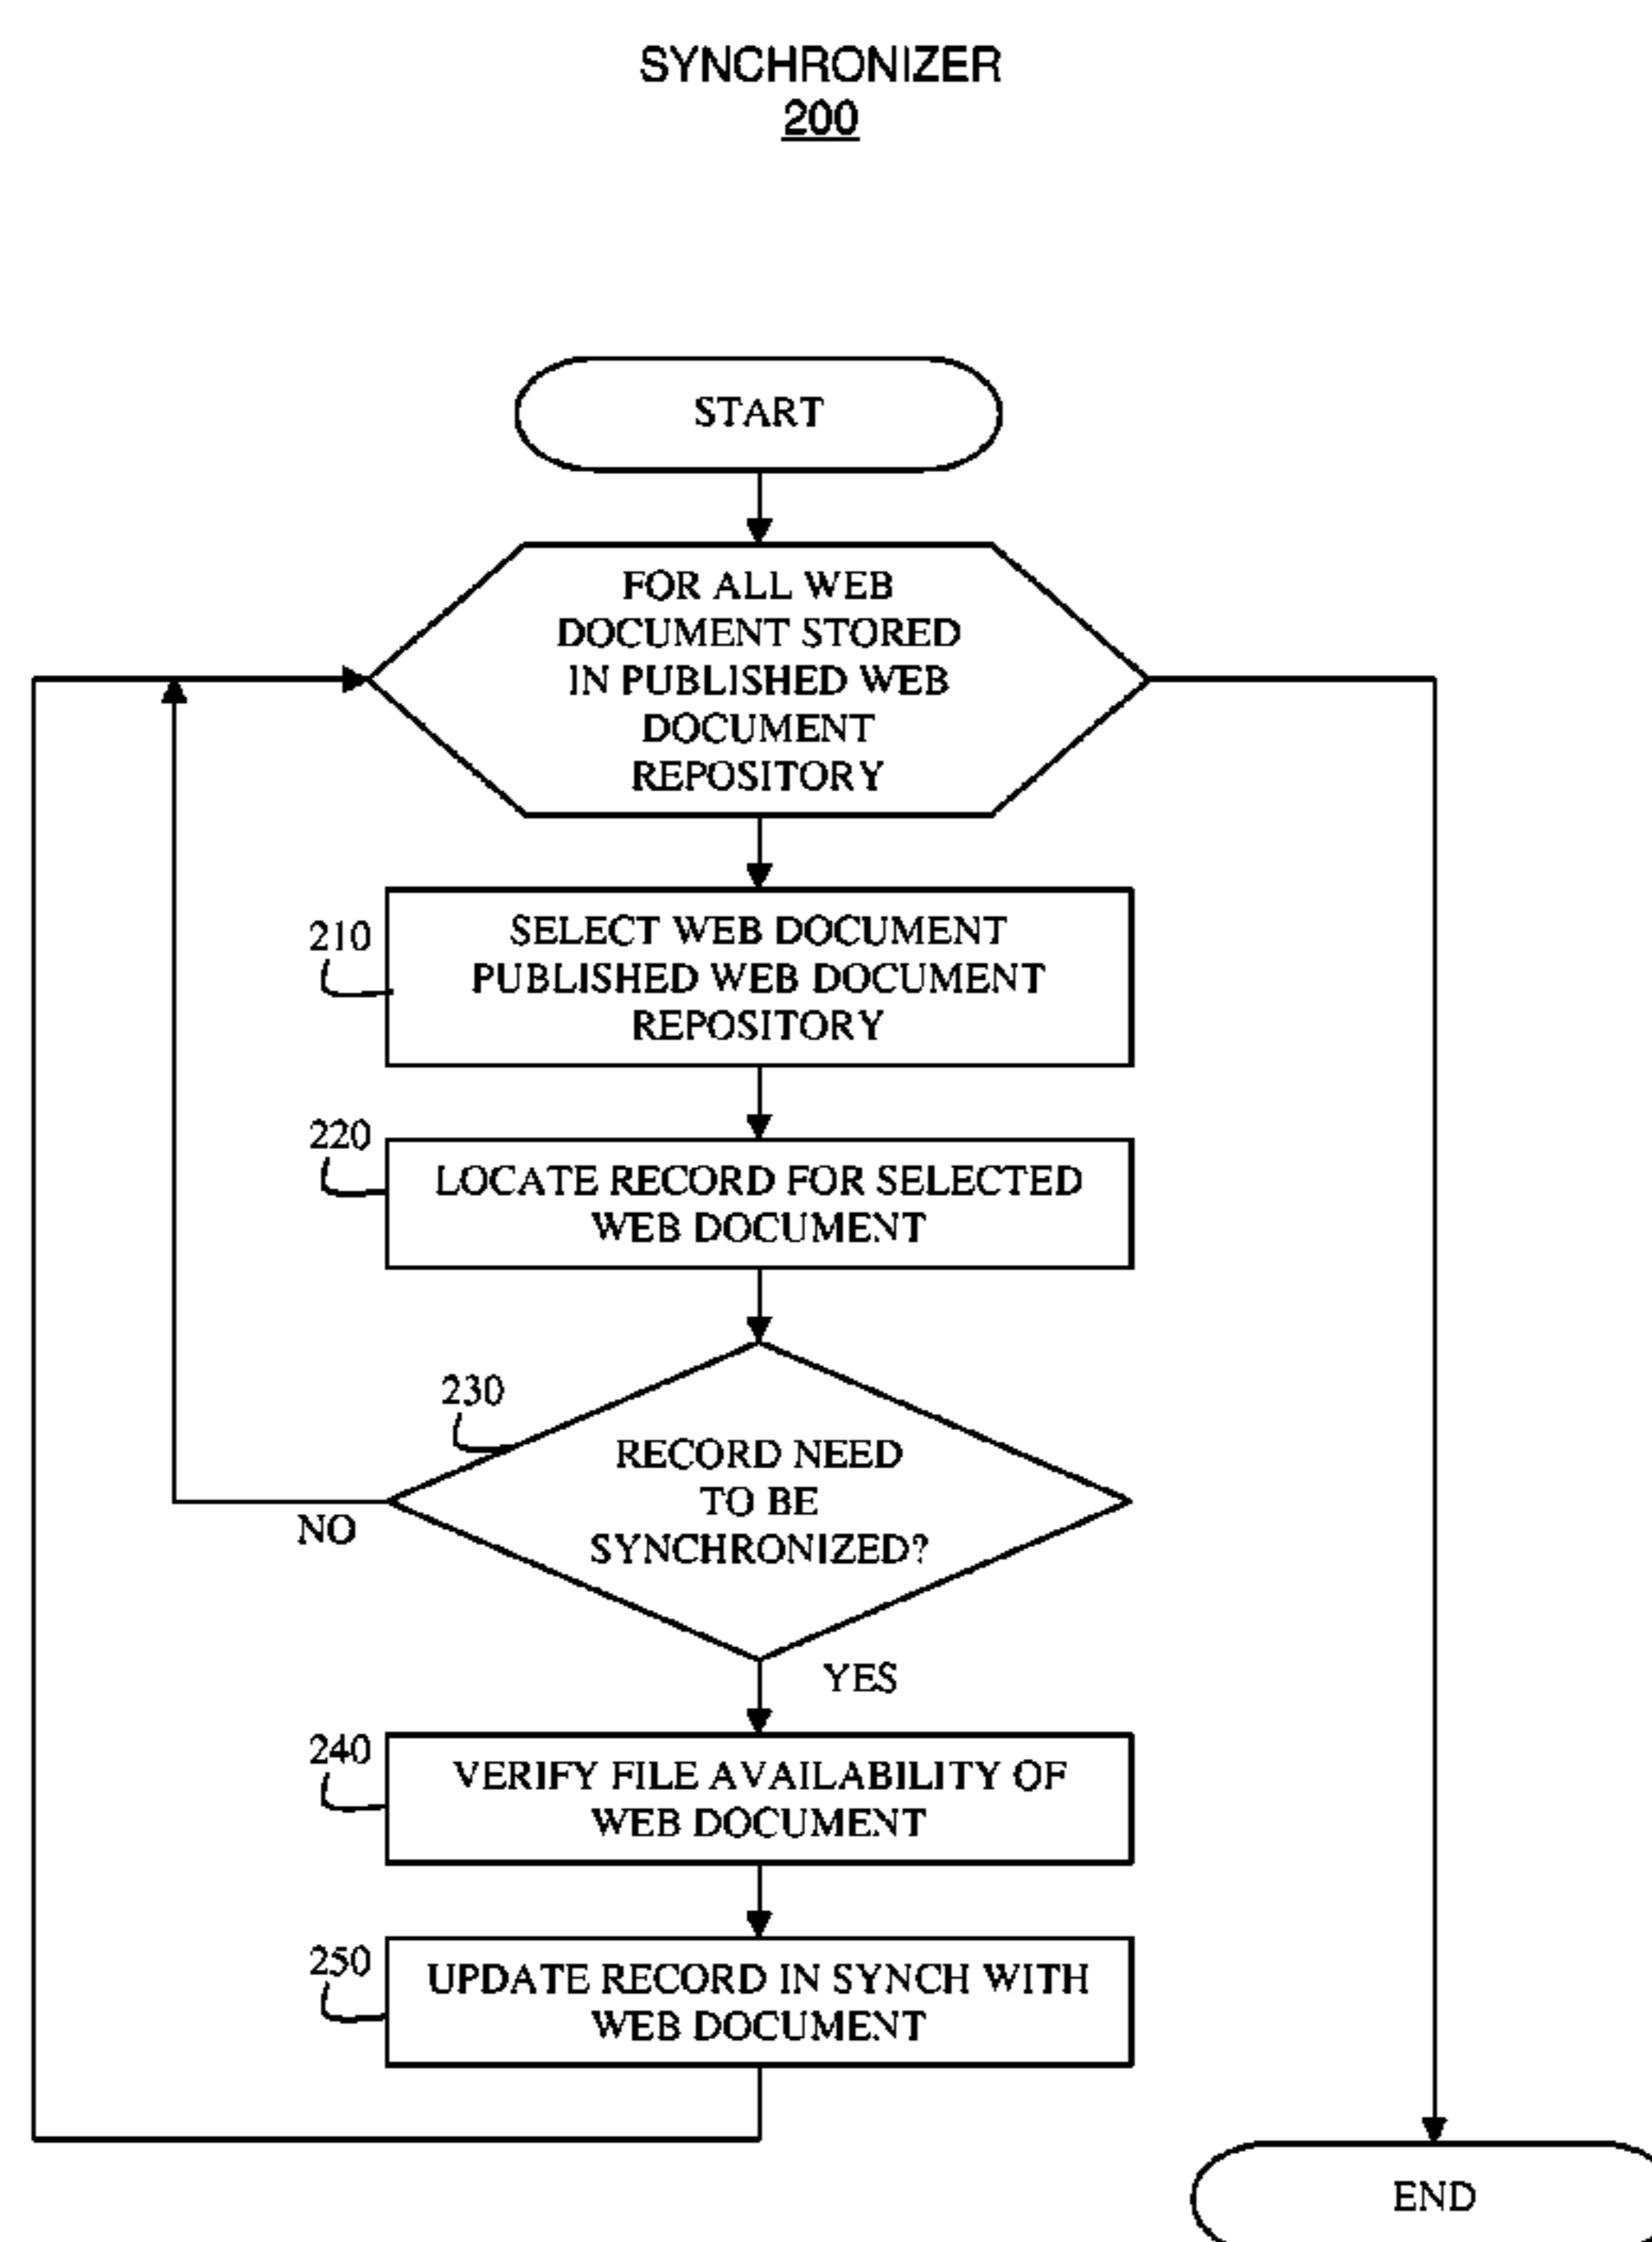 SYNCHRONIZER
200
START
FOR ALL WEB
DOCUMENT STORED
IN PUBLISHED WEB
DOCUMENT
REPOSITORY
210
SELECT WEB DOCUMENT
PUBLISHED WEB DOCUMENT
REPOSITORY
220
LOCATE RECORD FOR SELECTED
WEB DOCUMENT
230
RECORD NEED
TO BE
SYNCHRONIZED?
NO
YES
240
VERIFY FILE AVAILABILITY OF
WEB DOCUMENT
250
UPDATE RECORD IN SYNCH WITH
WEB DOCUMENT
END